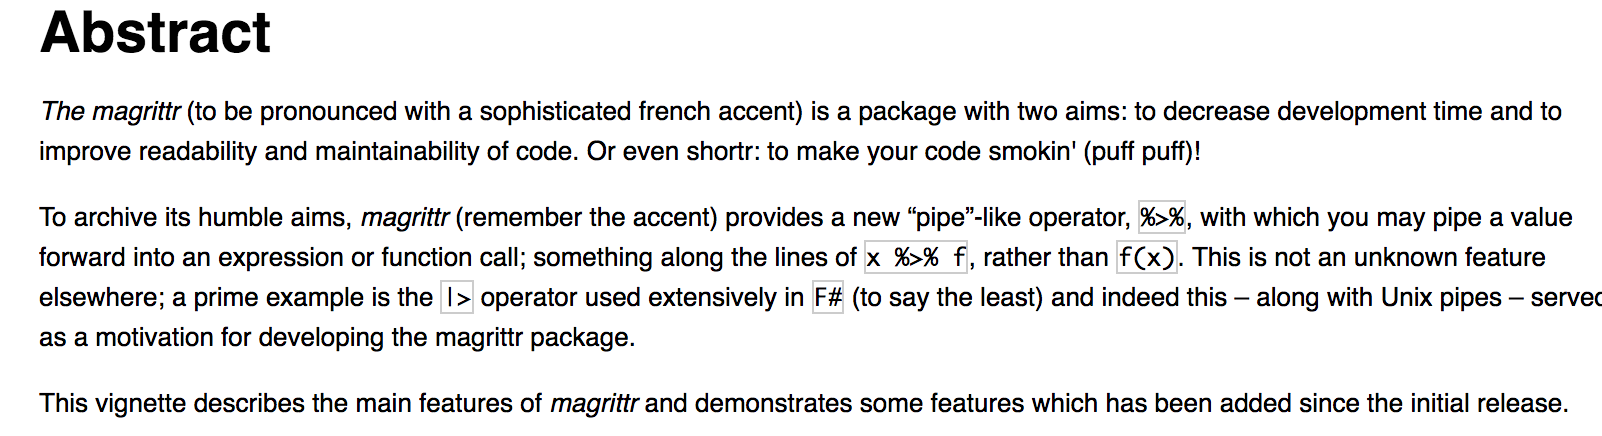 Abstract
The magrittr (to be pronounced with a sophisticated french accent) is a package with two aims: to decrease development time and to
improve readability and maintainability of code. Or even shortr: to make your code smokin' (puff puff)!
To archive its humble aims, magrittr (remember the accent) provides a new “pipe”-like operator, %>%, with which you may pipe a value
forward into an expression or function call; something along the lines of x %>% f, rather than f(x). This is not an unknown feature
elsewhere; a prime example is the |> operator used extensively in F# (to say the least) and indeed this – along with Unix pipes – served
as a motivation for developing the magrittr package.
This vignette describes the main features of magrittr and demonstrates some features which has been added since the initial release.